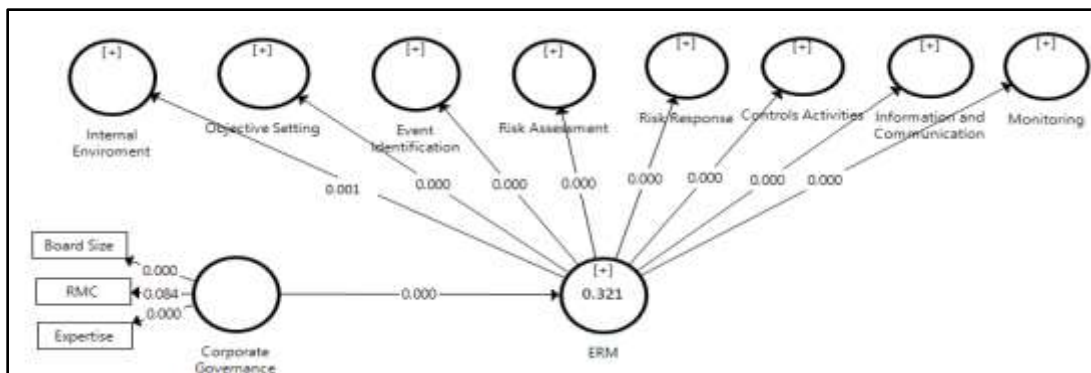 [+]
[+]
[+]
[+]
[+]
[+]
[+]
[+]
Internal
Enviroment
Objective Setting
Event
Identification
Risk Assessment
Risk Response
Controls Activities
Information and
Communication
Monitoring
0.001
0.000
0.000
0.000
0.000
0.000
0.000
0.000
Board Size
RMC
Expertise
0.000
0.084
0.000
Corporate
Governance
0.000
[+]
0.321
ERM